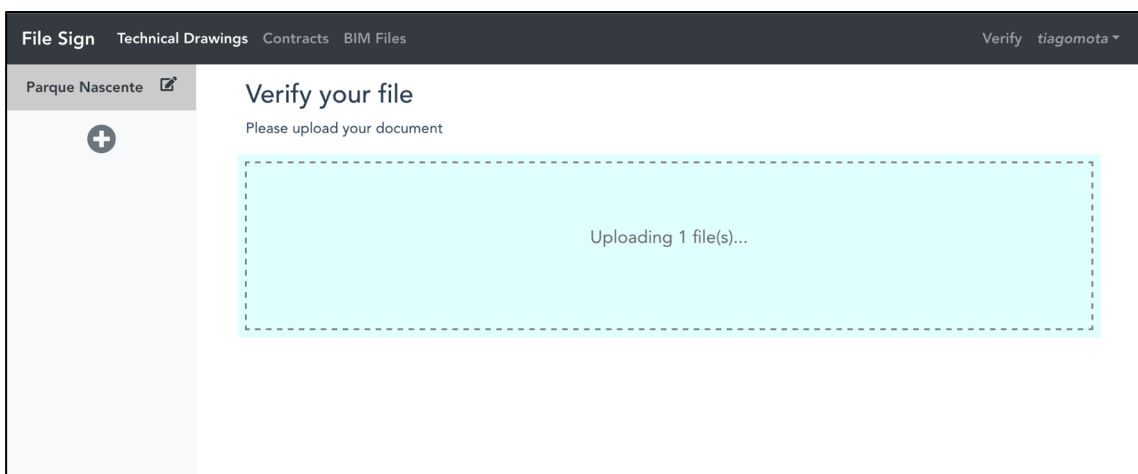 File Sign Technical Drawings Contracts BIM Files Verify tiagomota
Parque Nascente
Verify your file
Please upload your document
Uploading 1 file(s)...